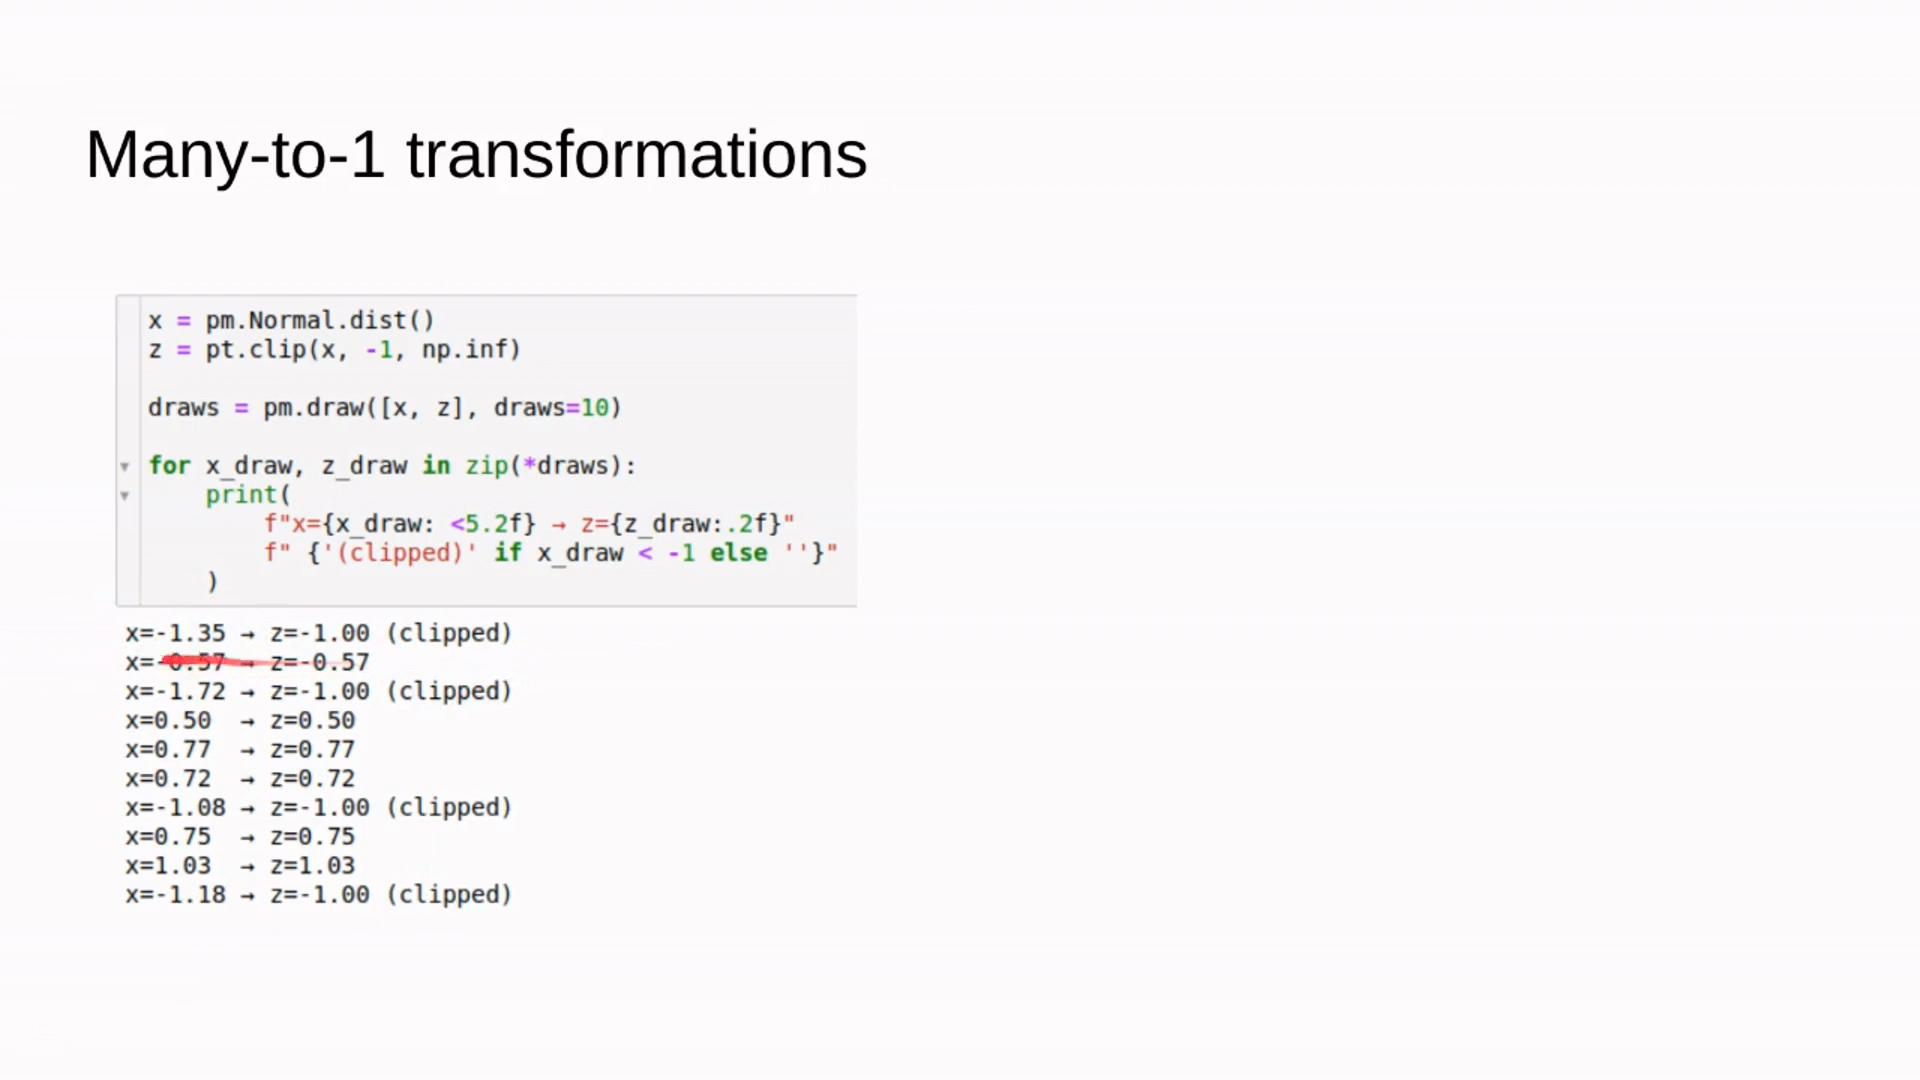 Many-to-1 transformations
x = pm.Normal.dist()
z = pt.clip(x, -1, np.inf)
draws = pm.draw([x, z], draws=10)
for x_draw, z_draw in zip(*draws):
    print(
        f"x={x_draw: <5.2f} → z={z_draw:.2f}"
        f" {'(clipped)' if x_draw < -1 else ''}"
    )
x=-1.35 → z=-1.00 (clipped)
x=-0.57 → z=-0.57
x=-1.72 → z=-1.00 (clipped)
x=0.50  → z=0.50
x=0.77  → z=0.77
x=0.72  → z=0.72
x=-1.08 → z=-1.00 (clipped)
x=0.75  → z=0.75
x=1.03  → z=1.03
x=-1.18 → z=-1.00 (clipped)